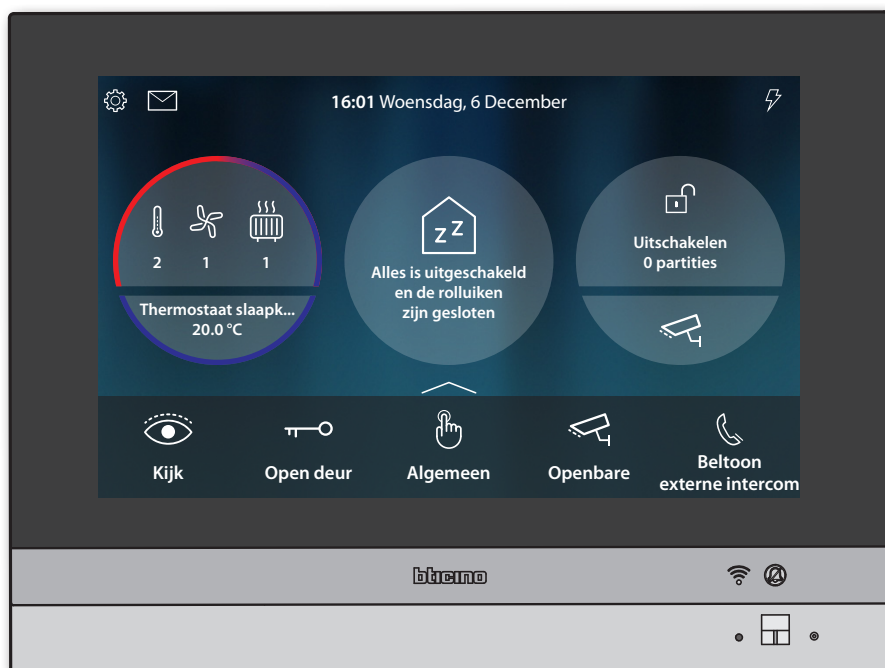 16:01 Woensdag, 6 December
2 1 1
Thermostaat slaapk...
20.0 °C
z Z
Alles is uitgeschakeld
en de rolluiken
zijn gesloten
Uitschakelen
0 partities
Kijk
Open deur
Algemeen
Openbare
Beltoon
externe intercom
bticino